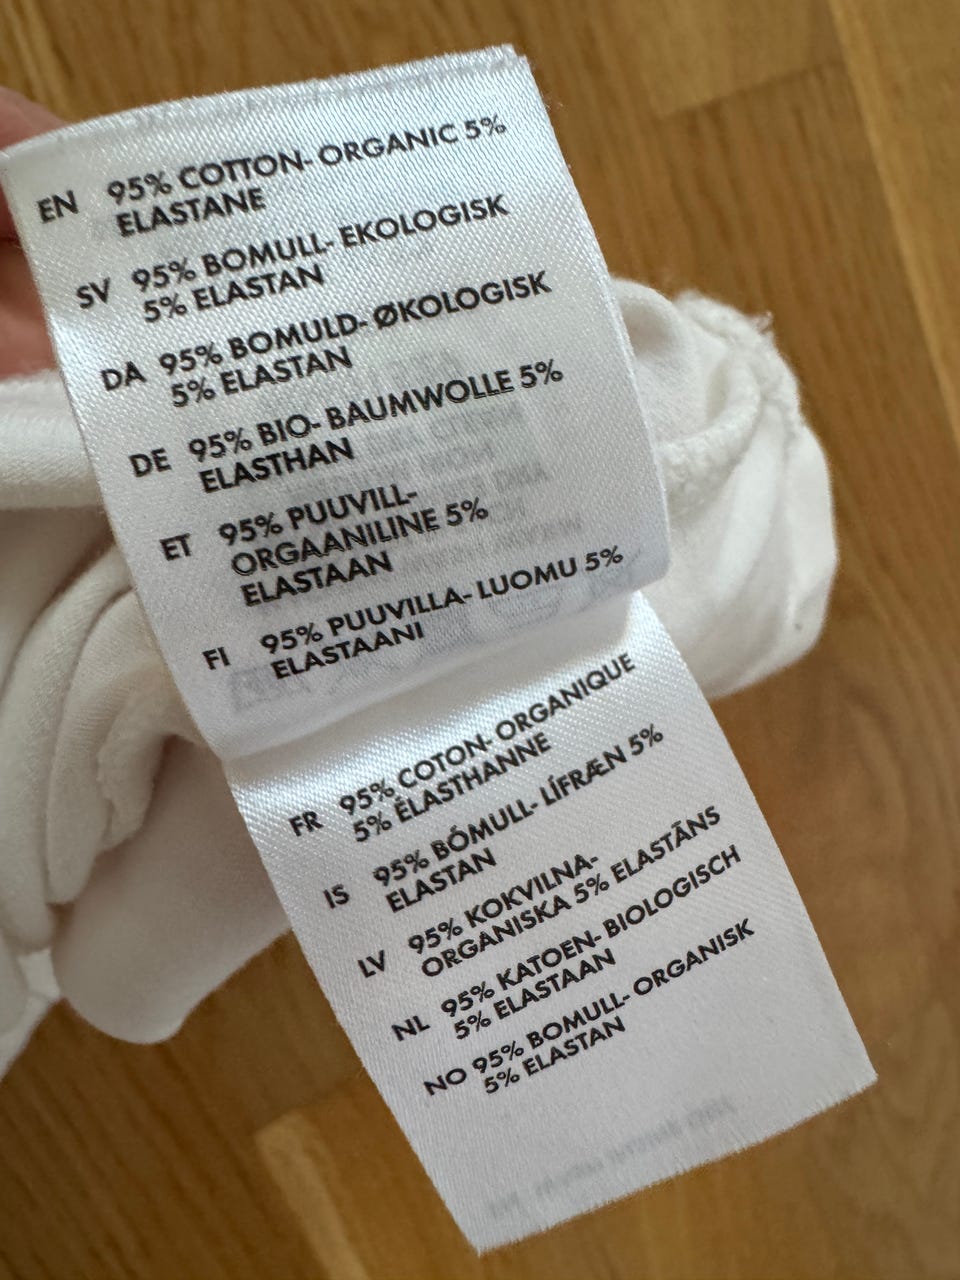 EN 95% COTTON- ORGANIC 5%
ELASTANE
SV 95% BOMULL- EKOLOGISK
5% ELASTAN
DA 95% BOMULD- ØKOLOGISK
5% ELASTAN
DE 95% BIO- BAUMWOLLE 5%
ELASTHAN
ET 95% PUUVILL-
ORGAANILINE 5%
ELASTAAN
FI 95% PUUVILLA- LUOMU 5%
ELASTAANI
FR 95% COTON- ORGANIQUE
5% ÉLASTHANNE
IS 95% BÓMULL- LÍFRÆN 5%
ELASTAN
LV 95% KOKVILNA-
ORGANISKA 5% ELASTĀNS
NL 95% KATOEN- BIOLOGISCH
5% ELASTAAN
NO 95% BOMULL- ORGANISK
5% ELASTAN